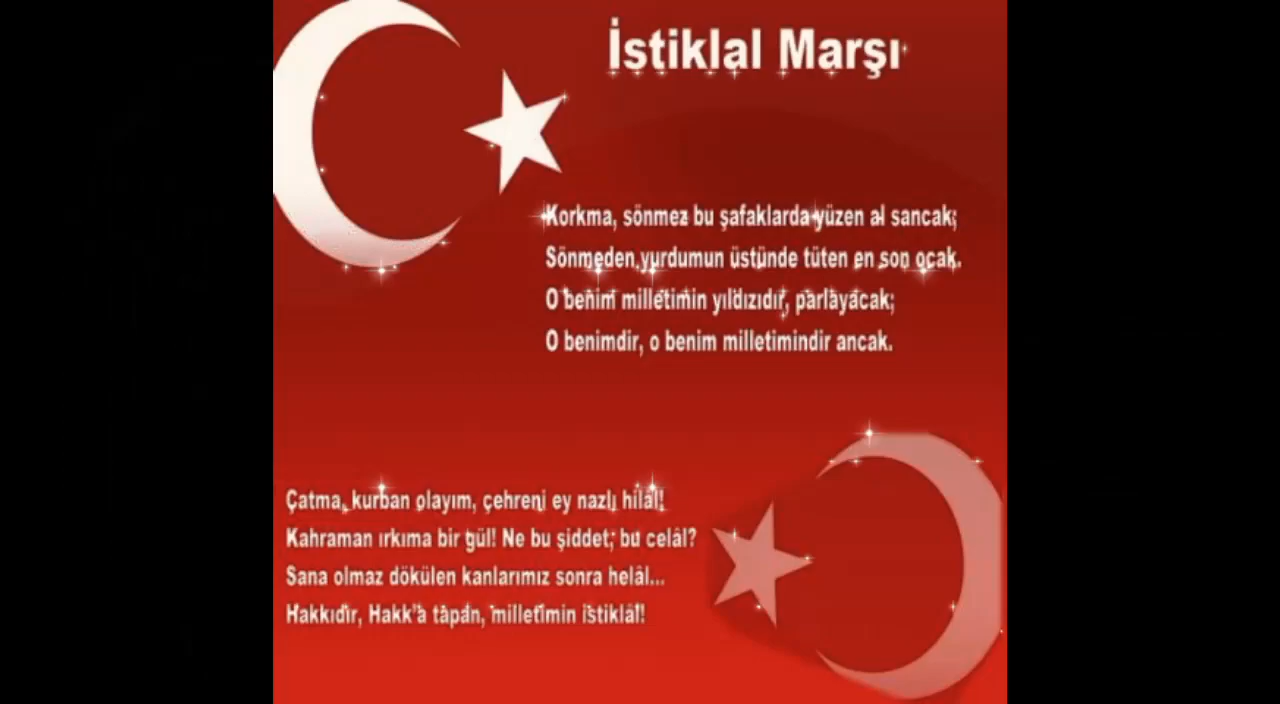 İstiklal Marşı
Korkma, sönmez bu şafaklarda yüzen al sancak;
Sönmeden yurdumun üstünde tüten en son ocak.
O benim milletimin yıldızıdır, parlayacak;
O benimdir, o benim milletimindir ancak.
Çatma, kurban olayım, çehreni ey nazlı hilâl!
Kahraman ırkıma bir gül! Ne bu şiddet, bu celâl?
Sana olmaz dökülen kanlarımız sonra helâl...
Hakkıdır, Hakk'a tapan, milletimin istiklâl!